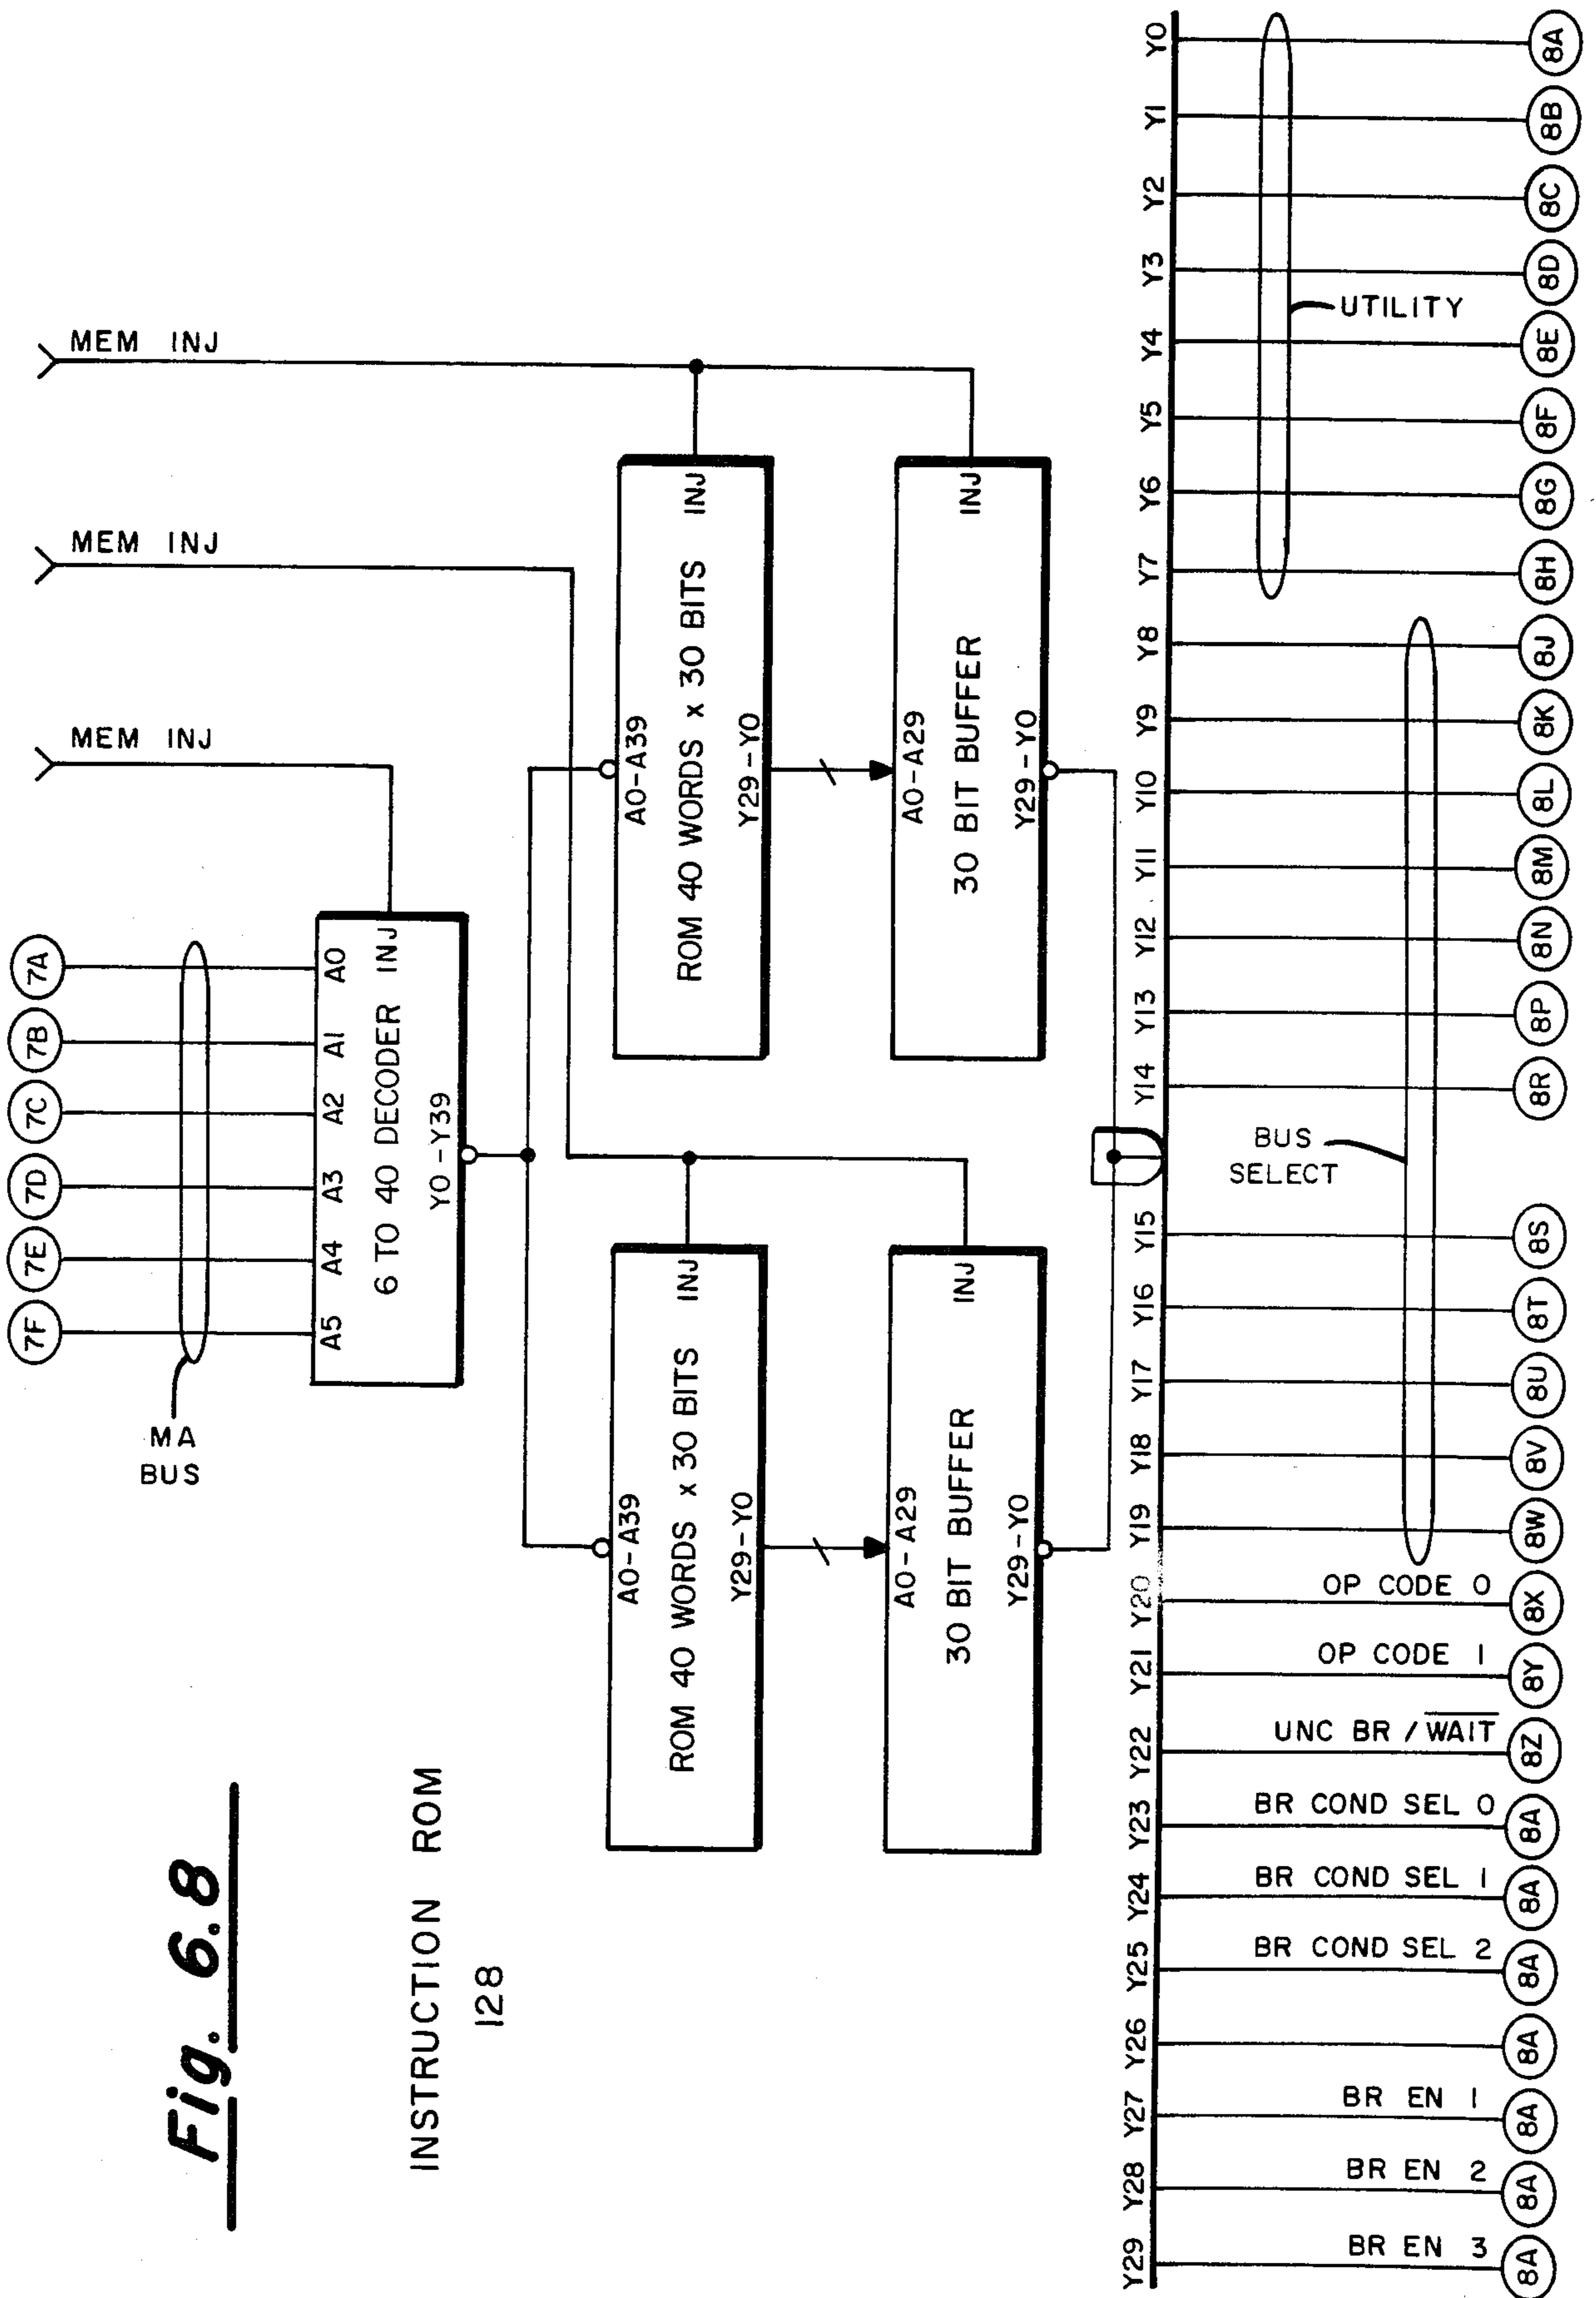 Fig. 6.8
INSTRUCTION ROM
128
MEM INJ
MEM INJ
MEM INJ
7A
7B
7C
7D
7E
7F
MA
BUS
A0
A1
A2
A3
A4
A5
INJ
6 TO 40 DECODER
Y0-Y39
A0-A39
INJ
ROM 40 WORDS x 30 BITS
Y29-Y0
A0-A29
INJ
30 BIT BUFFER
Y29-Y0
A0-A39
INJ
ROM 40 WORDS x 30 BITS
Y29-Y0
A0-A29
INJ
30 BIT BUFFER
Y29-Y0
Y0 8A
Y1 8B
Y2 8C
Y3 8D
UTILITY
Y4 8E
Y5 8F
Y6 8G
Y7 8H
Y8 8J
Y9 8K
Y10 8L
Y11 8M
Y12 8N
Y13 8P
Y14 8R
BUS
SELECT
Y15 8S
Y16 8T
Y17 8U
Y18 8V
Y19 8W
Y20 OP CODE 0 8X
Y21 OP CODE 1 8Y
Y22 UNC BR / WAIT 8Z
Y23 BR COND SEL 0 8A
Y24 BR COND SEL 1 8A
Y25 BR COND SEL 2 8A
Y26 8A
Y27 BR EN 1 8A
Y28 BR EN 2 8A
Y29 BR EN 3 8A